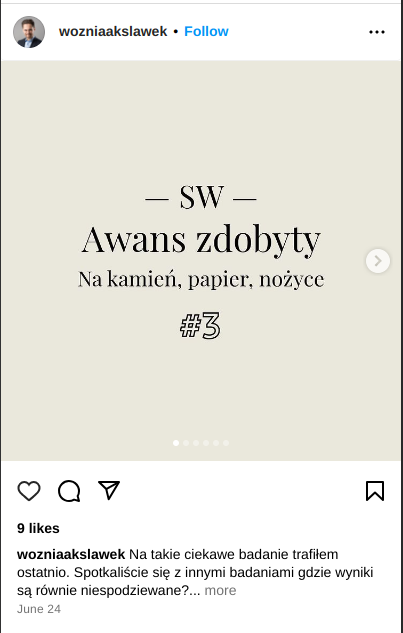 wozniaakslawek • Follow
— SW —
Awans zdobyty
Na kamień, papier, nożyce
#3
9 likes
wozniaakslawek Na takie ciekawe badanie trafiłem
ostatnio. Spotkaliście się z innymi badaniami gdzie wyniki
są równie niespodziewane?... more
June 24